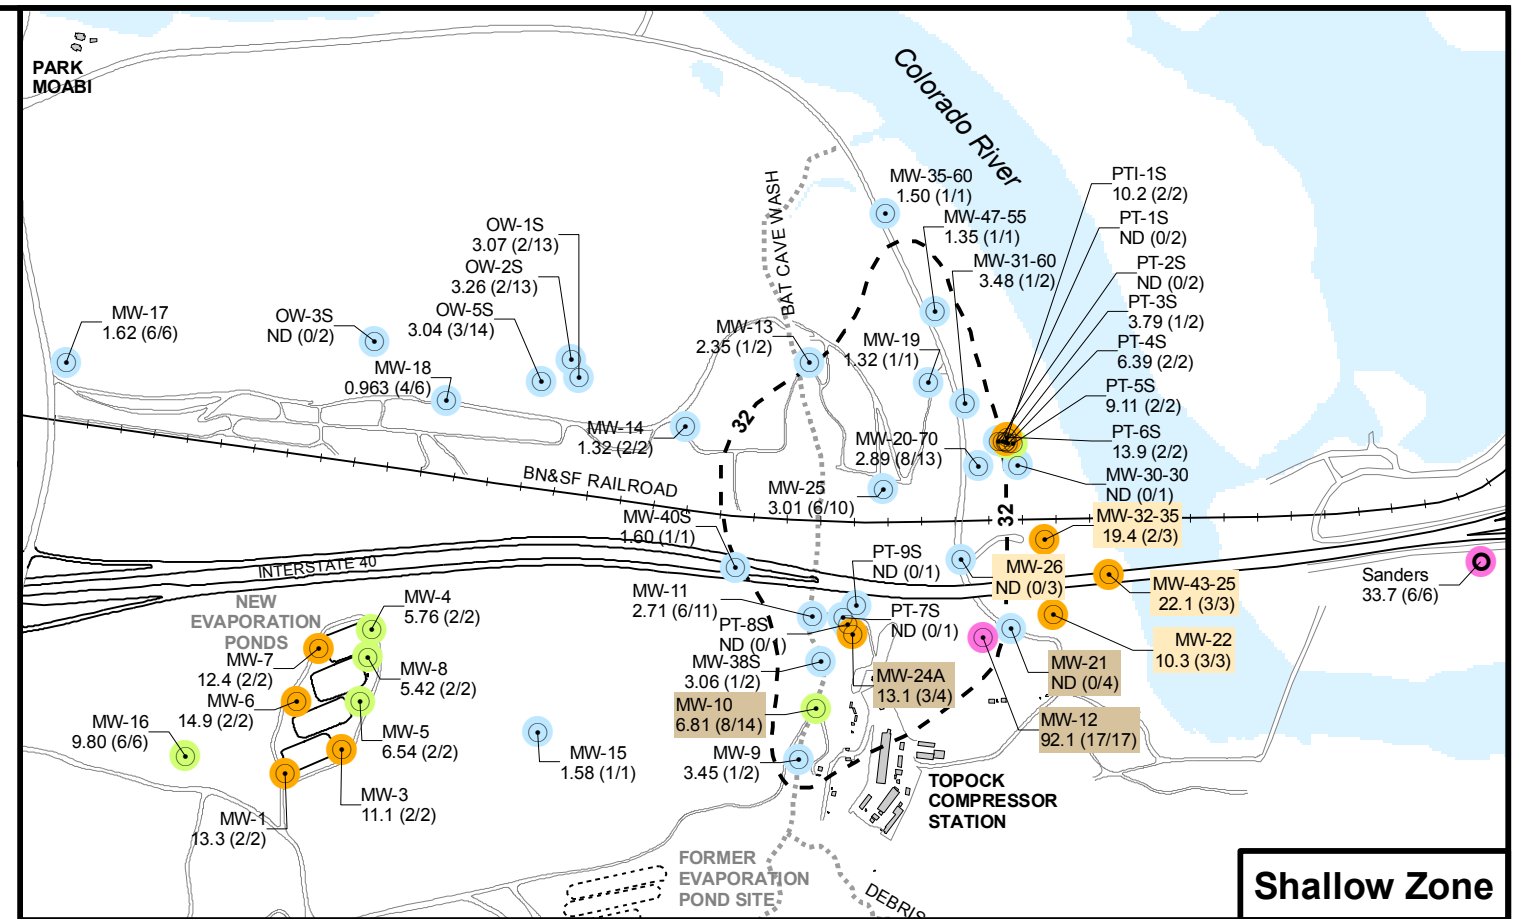 PARK
MOABI
Colorado River
BAT CAVE WASH
MW-35-60
1.50 (1/1)
PTI-1S
10.2 (2/2)
MW-47-55
1.35 (1/1)
PT-1S
ND (0/2)
OW-1S
3.07 (2/13)
MW-31-60
3.48 (1/2)
PT-2S
ND (0/2)
OW-2S
3.26 (2/13)
PT-3S
3.79 (1/2)
MW-17
1.62 (6/6)
OW-3S
ND (0/2)
OW-5S
3.04 (3/14)
MW-13
2.35 (1/2)
MW-19
1.32 (1/1)
PT-4S
6.39 (2/2)
MW-18
0.963 (4/6)
PT-5S
9.11 (2/2)
32
MW-14
1.32 (2/2)
MW-20-70
2.89 (8/13)
PT-6S
13.9 (2/2)
BN&SF RAILROAD
MW-25
3.01 (6/10)
MW-30-30
ND (0/1)
32
MW-40S
1.60 (1/1)
MW-32-35
19.4 (2/3)
INTERSTATE 40
PT-9S
ND (0/1)
MW-26
ND (0/3)
MW-43-25
22.1 (3/3)
Sanders
33.7 (6/6)
NEW
EVAPORATION
PONDS
MW-4
5.76 (2/2)
MW-11
2.71 (6/11)
PT-7S
ND (0/1)
PT-8S
ND (0/1)
MW-22
10.3 (3/3)
MW-7
12.4 (2/2)
MW-8
5.42 (2/2)
MW-38S
3.06 (1/2)
MW-24A
13.1 (3/4)
MW-21
ND (0/4)
MW-6
14.9 (2/2)
MW-10
6.81 (8/14)
MW-12
92.1 (17/17)
MW-16
9.80 (6/6)
MW-5
6.54 (2/2)
MW-15
1.58 (1/1)
MW-9
3.45 (1/2)
MW-3
11.1 (2/2)
TOPOCK
COMPRESSOR
STATION
MW-1
13.3 (2/2)
FORMER
EVAPORATION
POND SITE
DEBRIS
Shallow Zone